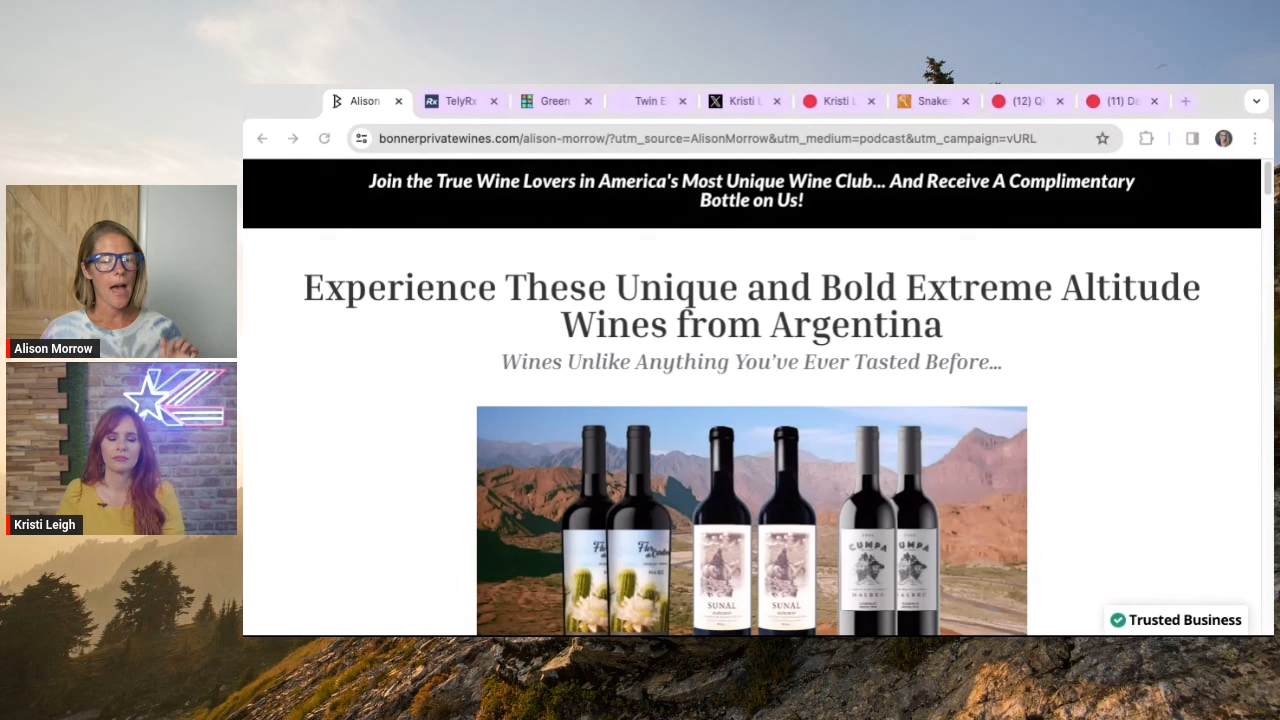 Alison
TelyRx
Green
Twin E
Kristi L
Kristi L
Snake
(12) Q
(11) Da
bonnerprivatewines.com/alison-morrow/?utm_source=AlisonMorrow&utm_medium=podcast&utm_campaign=vURL
Join the True Wine Lovers in America's Most Unique Wine Club... And Receive A Complimentary
Bottle on Us!
Experience These Unique and Bold Extreme Altitude
Wines from Argentina
Wines Unlike Anything You've Ever Tasted Before...
SUNAL
SUNAL
CUMPA
MALBEC
MALBEC
Trusted Business
Alison Morrow
Kristi Leigh